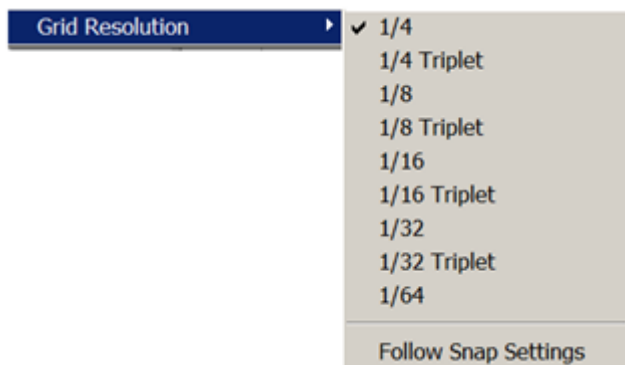 Grid Resolution
1/4
1/4 Triplet
1/8
1/8 Triplet
1/16
1/16 Triplet
1/32
1/32 Triplet
1/64
Follow Snap Settings